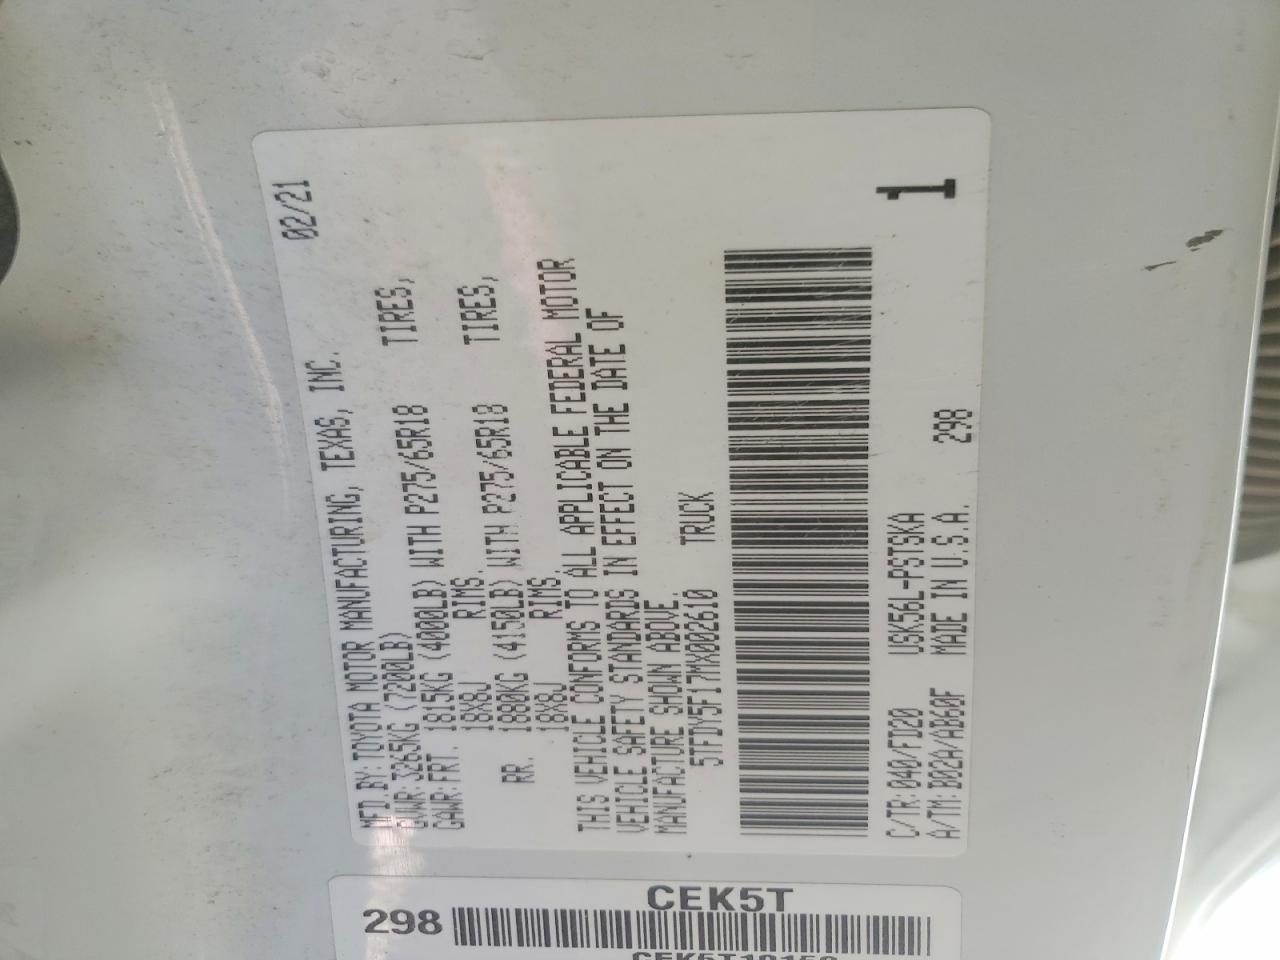 MFD.BY:TOYOTA MOTOR MANUFACTURING, TEXAS, INC. 02/21
GVWR:3265KG (7200LB)
GAWR:FRT. 1815KG (4000LB) WITH P275/65R18 TIRES,
18X8J RIMS,
RR. 1880KG (4150LB) WITH P275/65R18 TIRES,
18X8J RIMS.
THIS VEHICLE CONFORMS TO ALL APPLICABLE FEDERAL MOTOR
VEHICLE SAFETY STANDARDS IN EFFECT ON THE DATE OF
MANUFACTURE SHOWN ABOVE.
5TFDY5F17MX002610 TRUCK
C/TR:040/FD20 USK56L-PSTSKA
A/TM:B02A/AB60F MADE IN U.S.A. 298
1
CEK5T
298